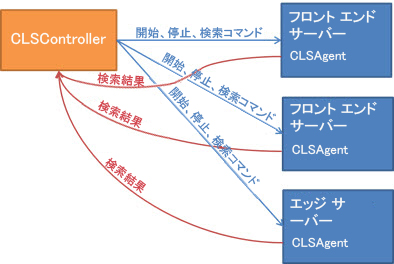 CLSController
開始、停止、検索コマンド
フロント エンド
サーバー
CLSAgent
検索結果
開始、停止、検索コマンド
フロント エンド
サーバー
CLSAgent
検索結果
開始、停止、検索コマンド
エッジ サ
ーバー
CLSAgent
検索結果